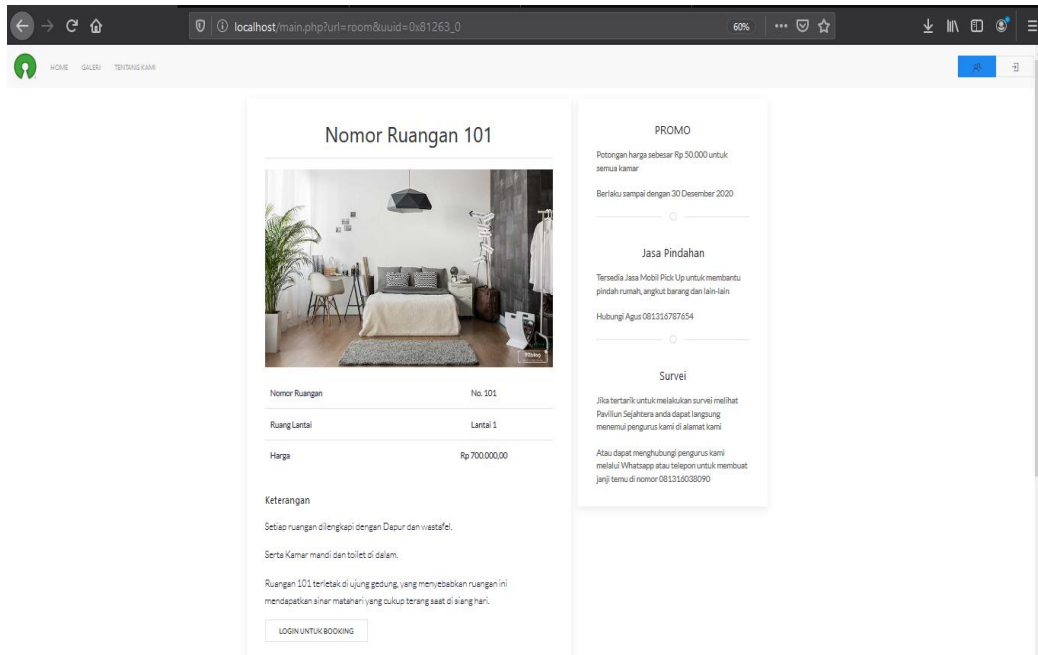 localhost/main.php?url=room&uuid=0x81263_0
60%
HOME GALERI TENTANG KAMI
Nomor Ruangan 101
Nomor Ruangan No. 101
Ruang Lantai Lantai 1
Harga Rp 700.000,00
Keterangan
Setiap ruangan dilengkapi dengan Dapur dan wastafel.
Serta Kamar mandi dan toilet di dalam.
Ruangan 101 terletak di ujung gedung, yang menyebabkan ruangan ini
mendapatkan sinar matahari yang cukup terang saat di siang hari.
LOGIN UNTUK BOOKING
PROMO
Potongan harga sebesar Rp 50.000 untuk
semua kamar
Berlaku sampai dengan 30 Desember 2020
Jasa Pindahan
Tersedia Jasa Mobil Pick Up untuk membantu
pindah rumah, angkut barang dan lain-lain
Hubungi Agus 081316787654
Survei
Jika tertarik untuk melakukan survei melihat
Paviliun Sejahtera anda dapat langsung
menemui pengurus kami di alamat kami
Atau dapat menghubungi pengurus kami
melalui Whatsapp atau telepon untuk membuat
janji temu di nomor 081316038090